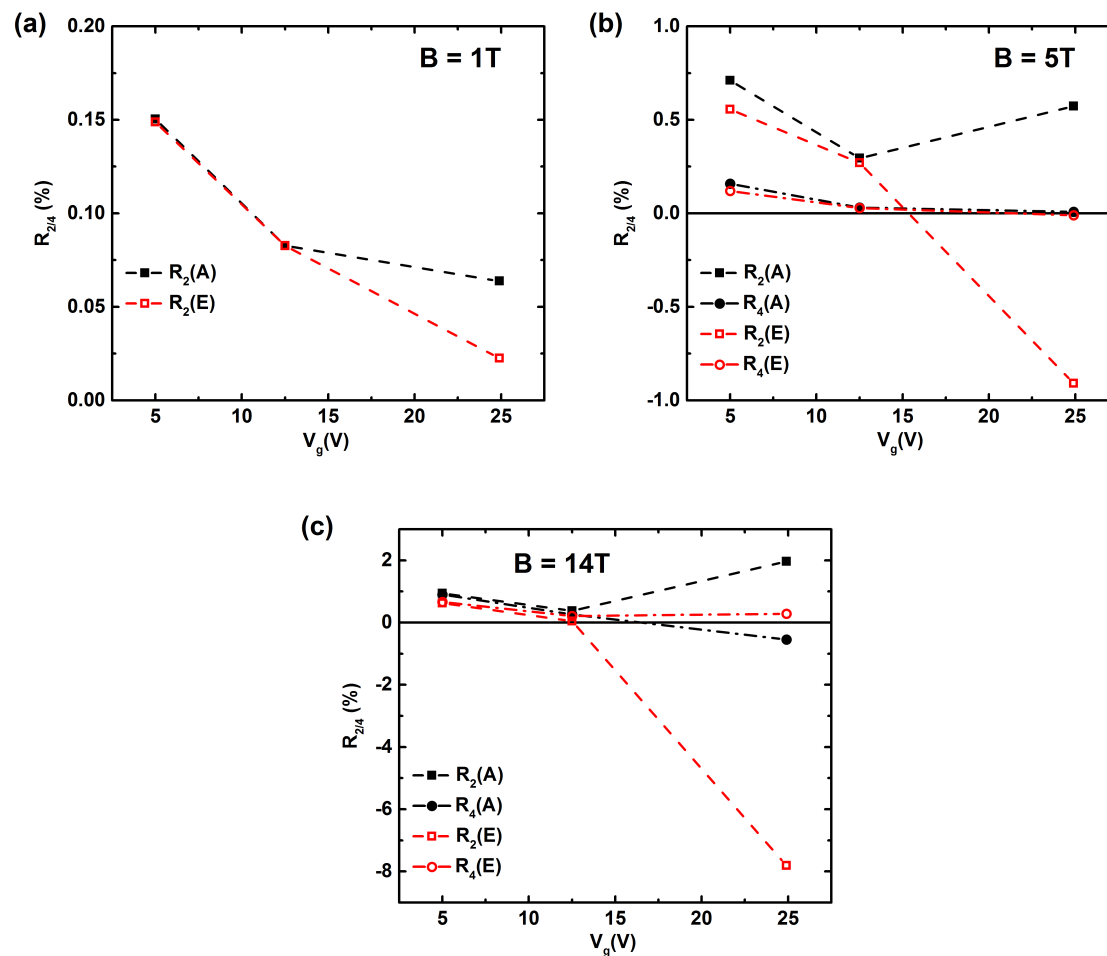 (a)
B = 1T
0.20
0.15
0.10
0.05
0.00
R2/4 (%)
R2(A)
R2(E)
5 10 15 20 25
Vg(V)
(b)
B = 5T
1.0
0.5
0.0
-0.5
-1.0
R2/4 (%)
R2(A)
R4(A)
R2(E)
R4(E)
5 10 15 20 25
Vg(V)
(c)
B = 14T
2
0
-2
-4
-6
-8
R2/4 (%)
R2(A)
R4(A)
R2(E)
R4(E)
5 10 15 20 25
Vg(V)